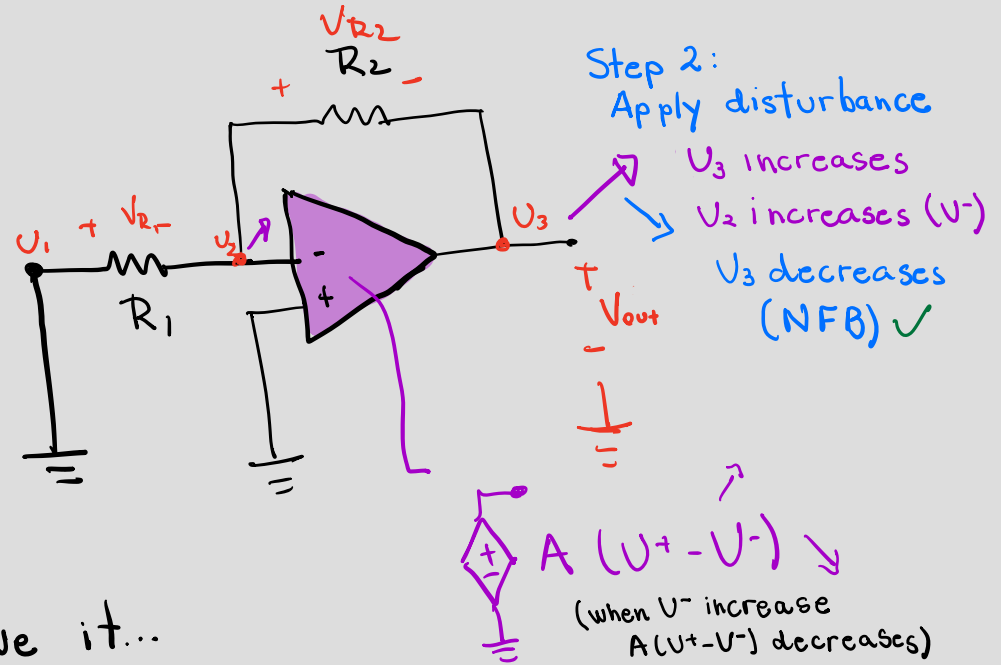 VR2
R2
+ -
Step 2:
Apply disturbance
U3 increases
U2 increases (U-)
U3 decreases
(NFB) ✓
U1
+ VR1 -
U2
U3
-
+
R1
+
Vout
-
+
-
A (U+ - U-)
(when U- increase
A(U+-U-) decreases)
ve it...